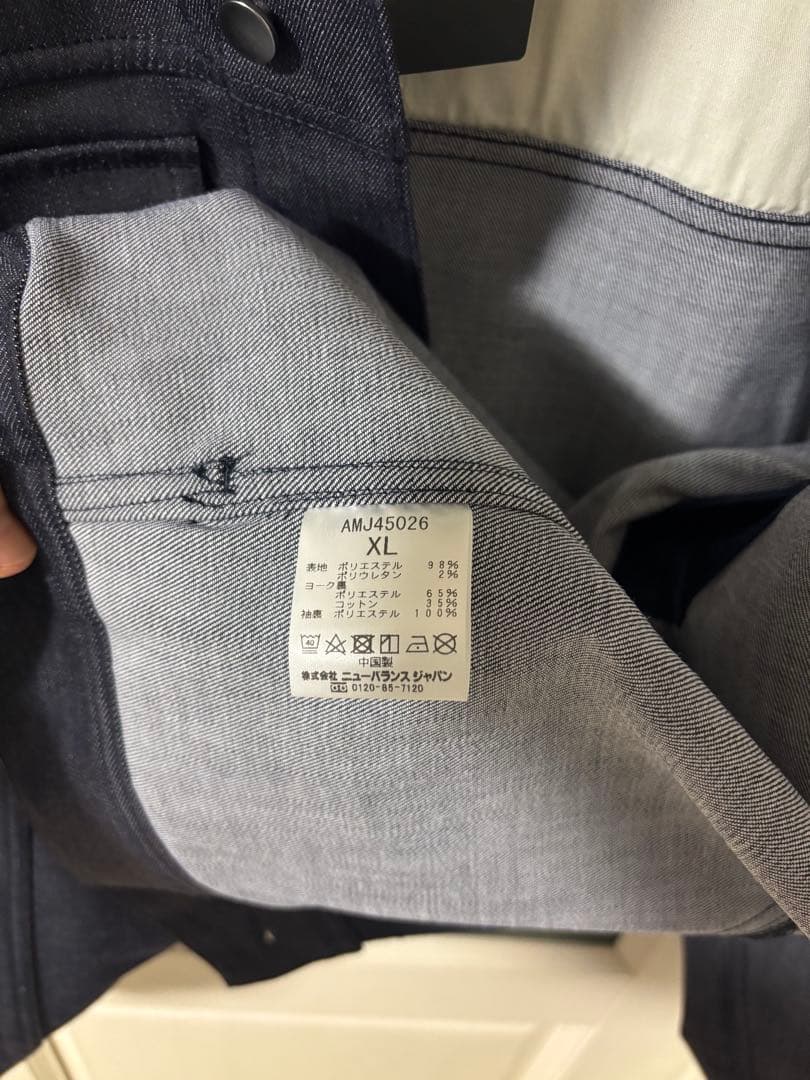 AMJ45026
XL
表地 ポリエステル 98%
ポリウレタン 2%
ヨーク裏
ポリエステル 65%
コットン 35%
袖裏 ポリエステル 100%
40
中国製
株式会社 ニューバランス ジャパン
0120-85-7120